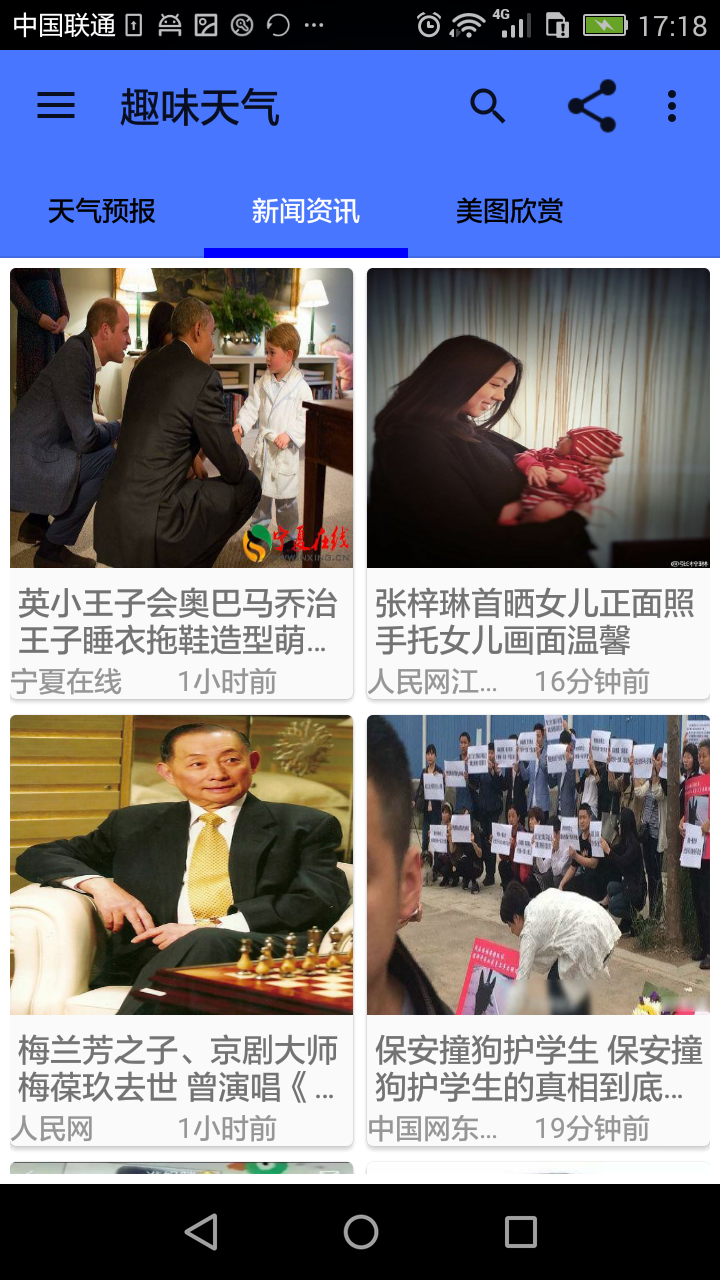 中国联通
4G
17:18
趣味天气
天气预报
新闻资讯
美图欣赏
宁夏在线
WWW.NXING.CN
英小王子会奥巴马乔治
王子睡衣拖鞋造型萌...
宁夏在线 1小时前
张梓琳首晒女儿正面照
手托女儿画面温馨
人民网江... 16分钟前
梅兰芳之子、京剧大师
梅葆玖去世 曾演唱《 ...
人民网 1小时前
保安撞狗护学生 保安撞
狗护学生的真相到底...
中国网东... 19分钟前